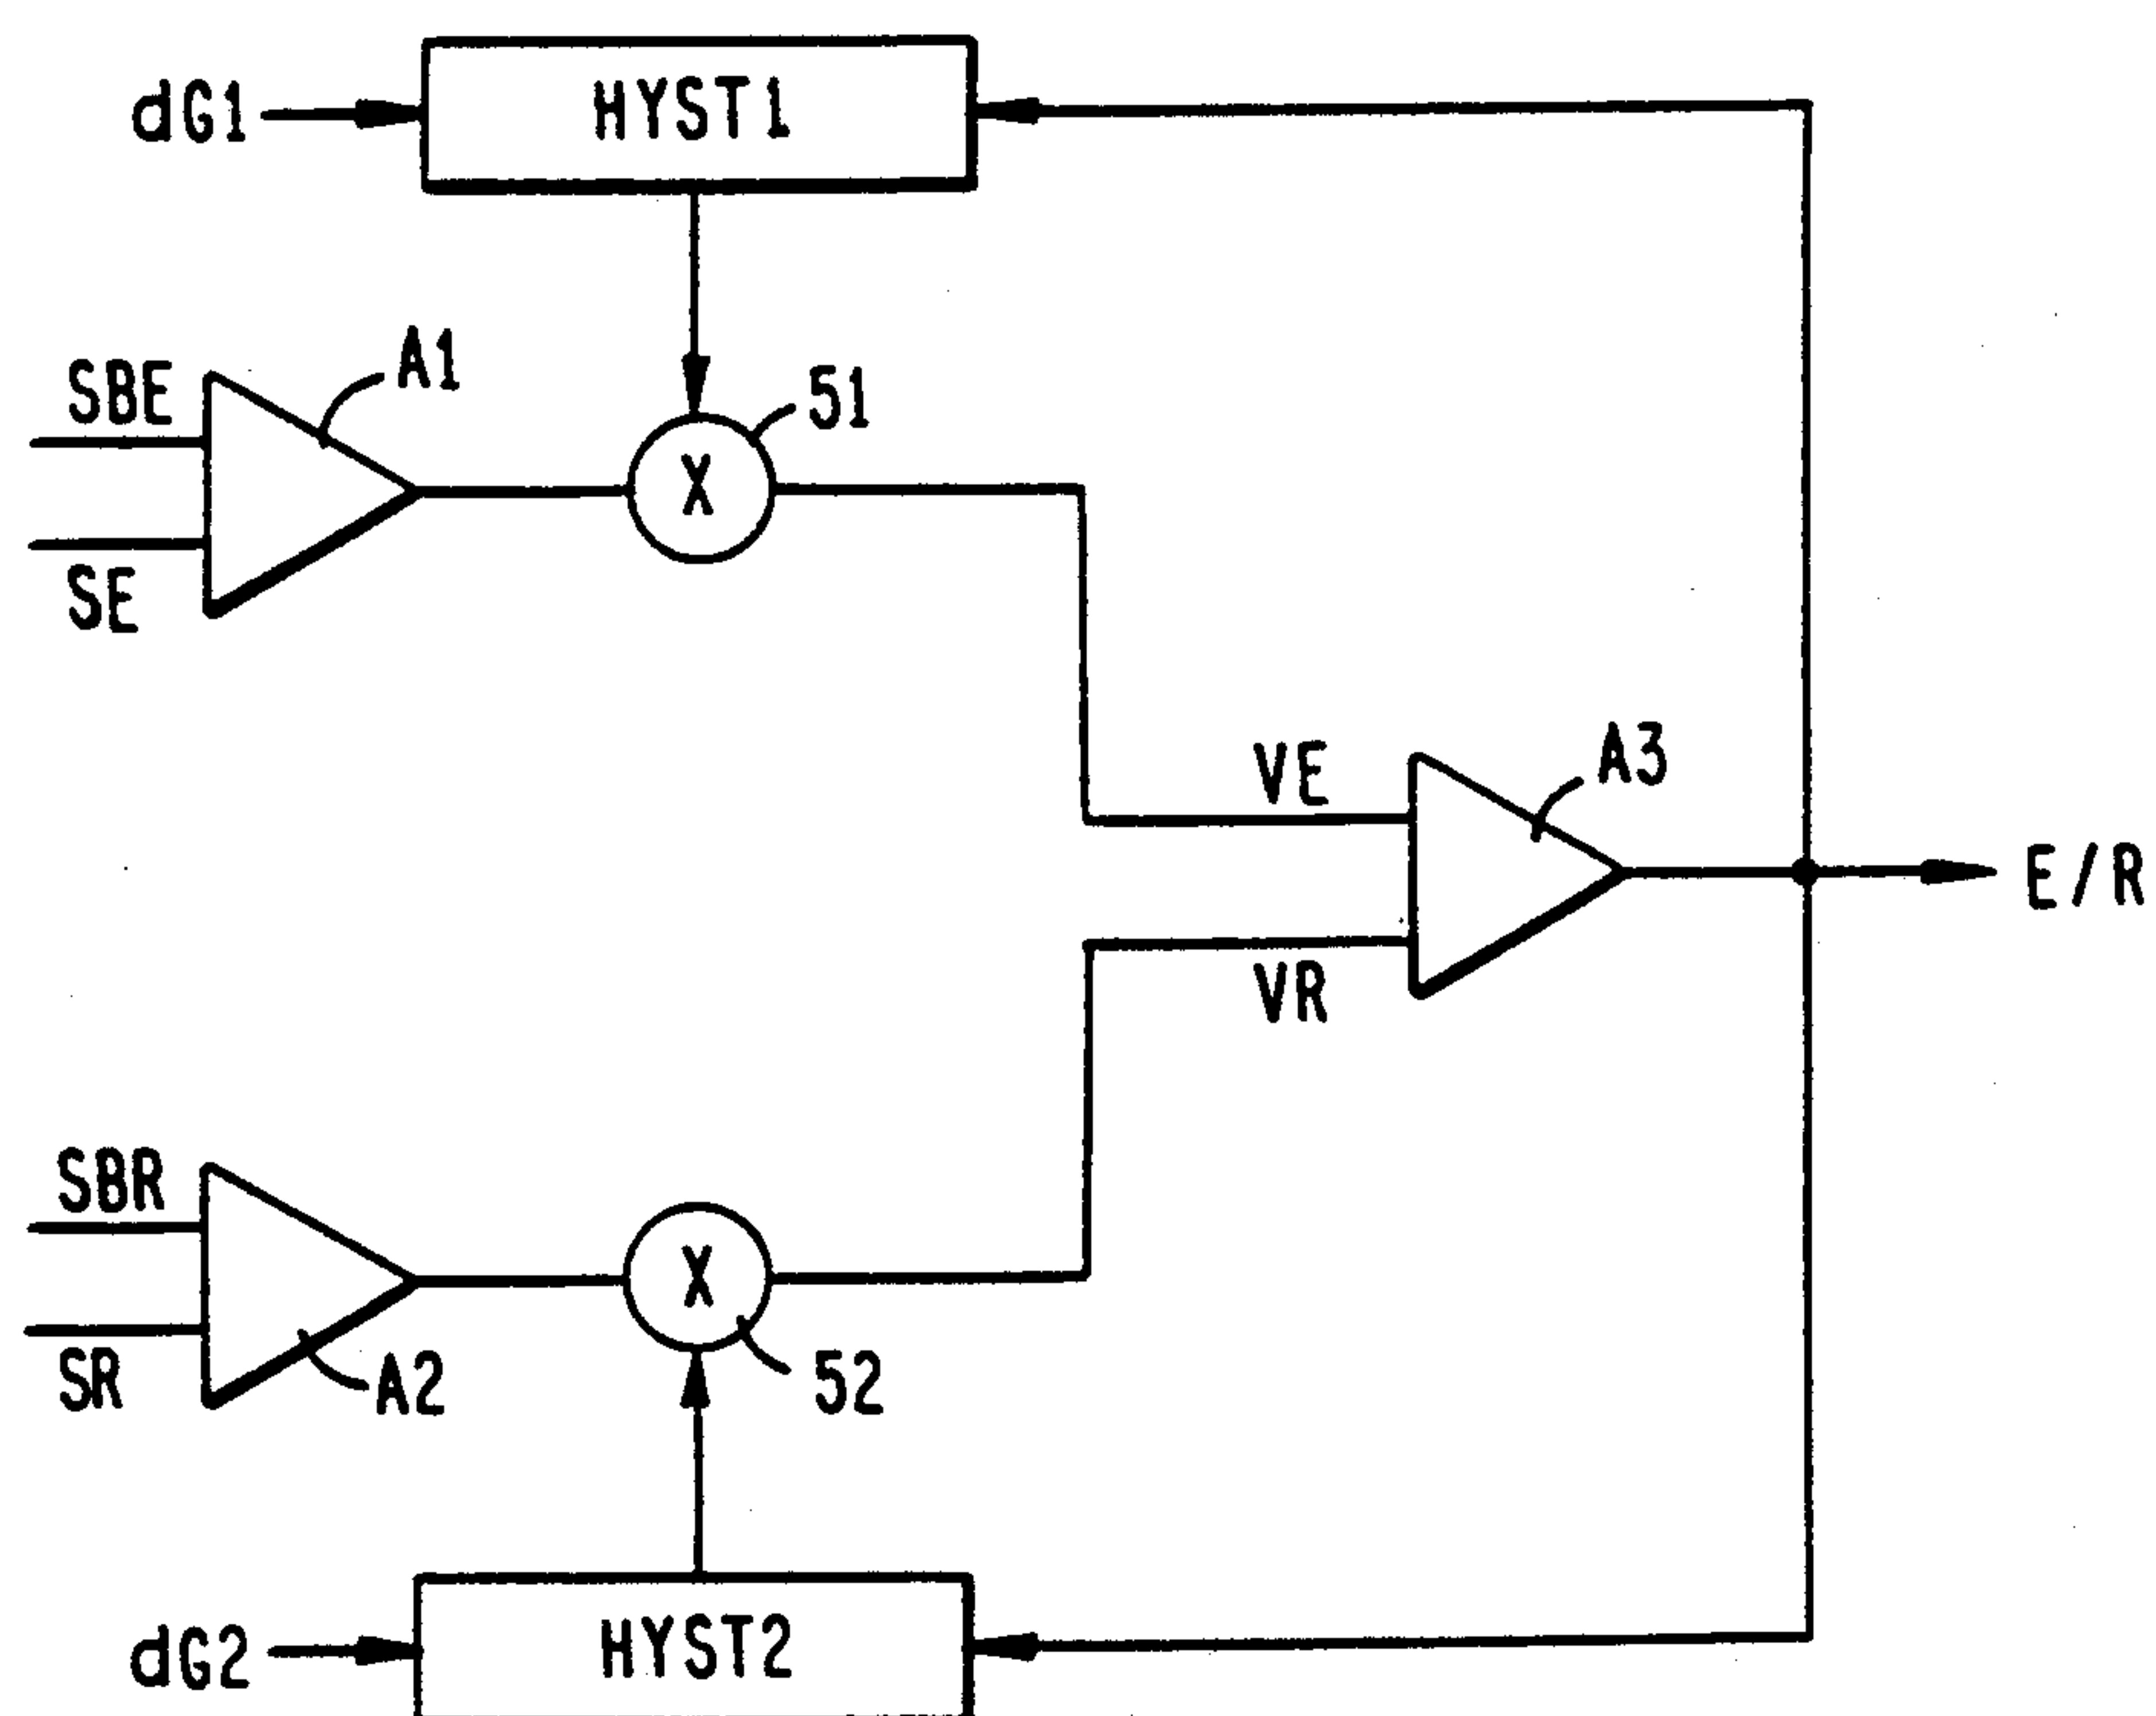 dG1
HYST1
A1
SBE
51
X
SE
VE
A3
E/R
VR
SBR
X
SR
A2
52
dG2
HYST2